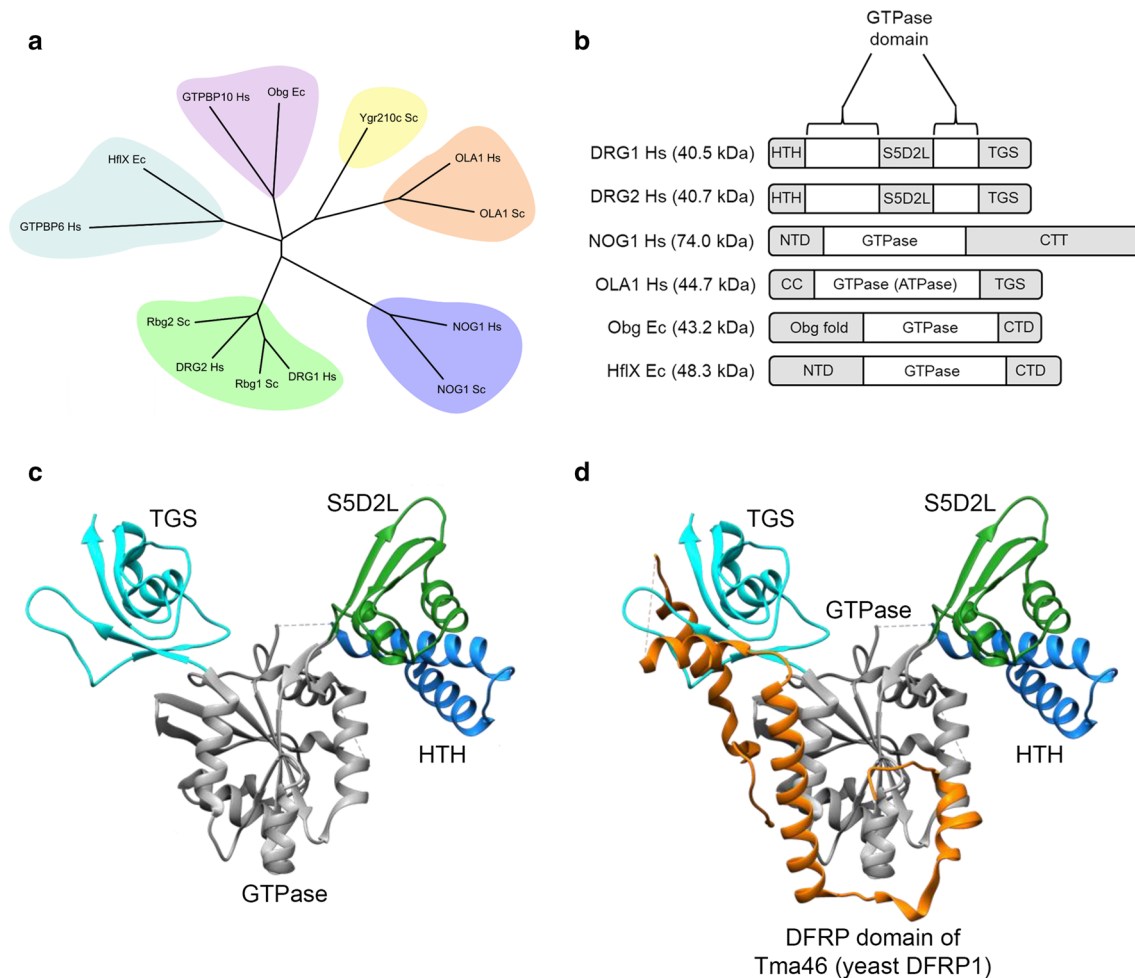 a
GTPBP10 Hs
Obg Ec
Ygr210c Sc
HflX Ec
OLA1 Hs
GTPBP6 Hs
OLA1 Sc
Rbg2 Sc
NOG1 Hs
DRG2 Hs
Rbg1 Sc
DRG1 Hs
NOG1 Sc
b
GTPase
domain
DRG1 Hs (40.5 kDa) HTH S5D2L TGS
DRG2 Hs (40.7 kDa) HTH S5D2L TGS
NOG1 Hs (74.0 kDa) NTD GTPase CTT
OLA1 Hs (44.7 kDa) CC GTPase (ATPase) TGS
Obg Ec (43.2 kDa) Obg fold GTPase CTD
HflX Ec (48.3 kDa) NTD GTPase CTD
c
S5D2L
TGS
HTH
GTPase
d
S5D2L
TGS
GTPase
HTH
DFRP domain of
Tma46 (yeast DFRP1)